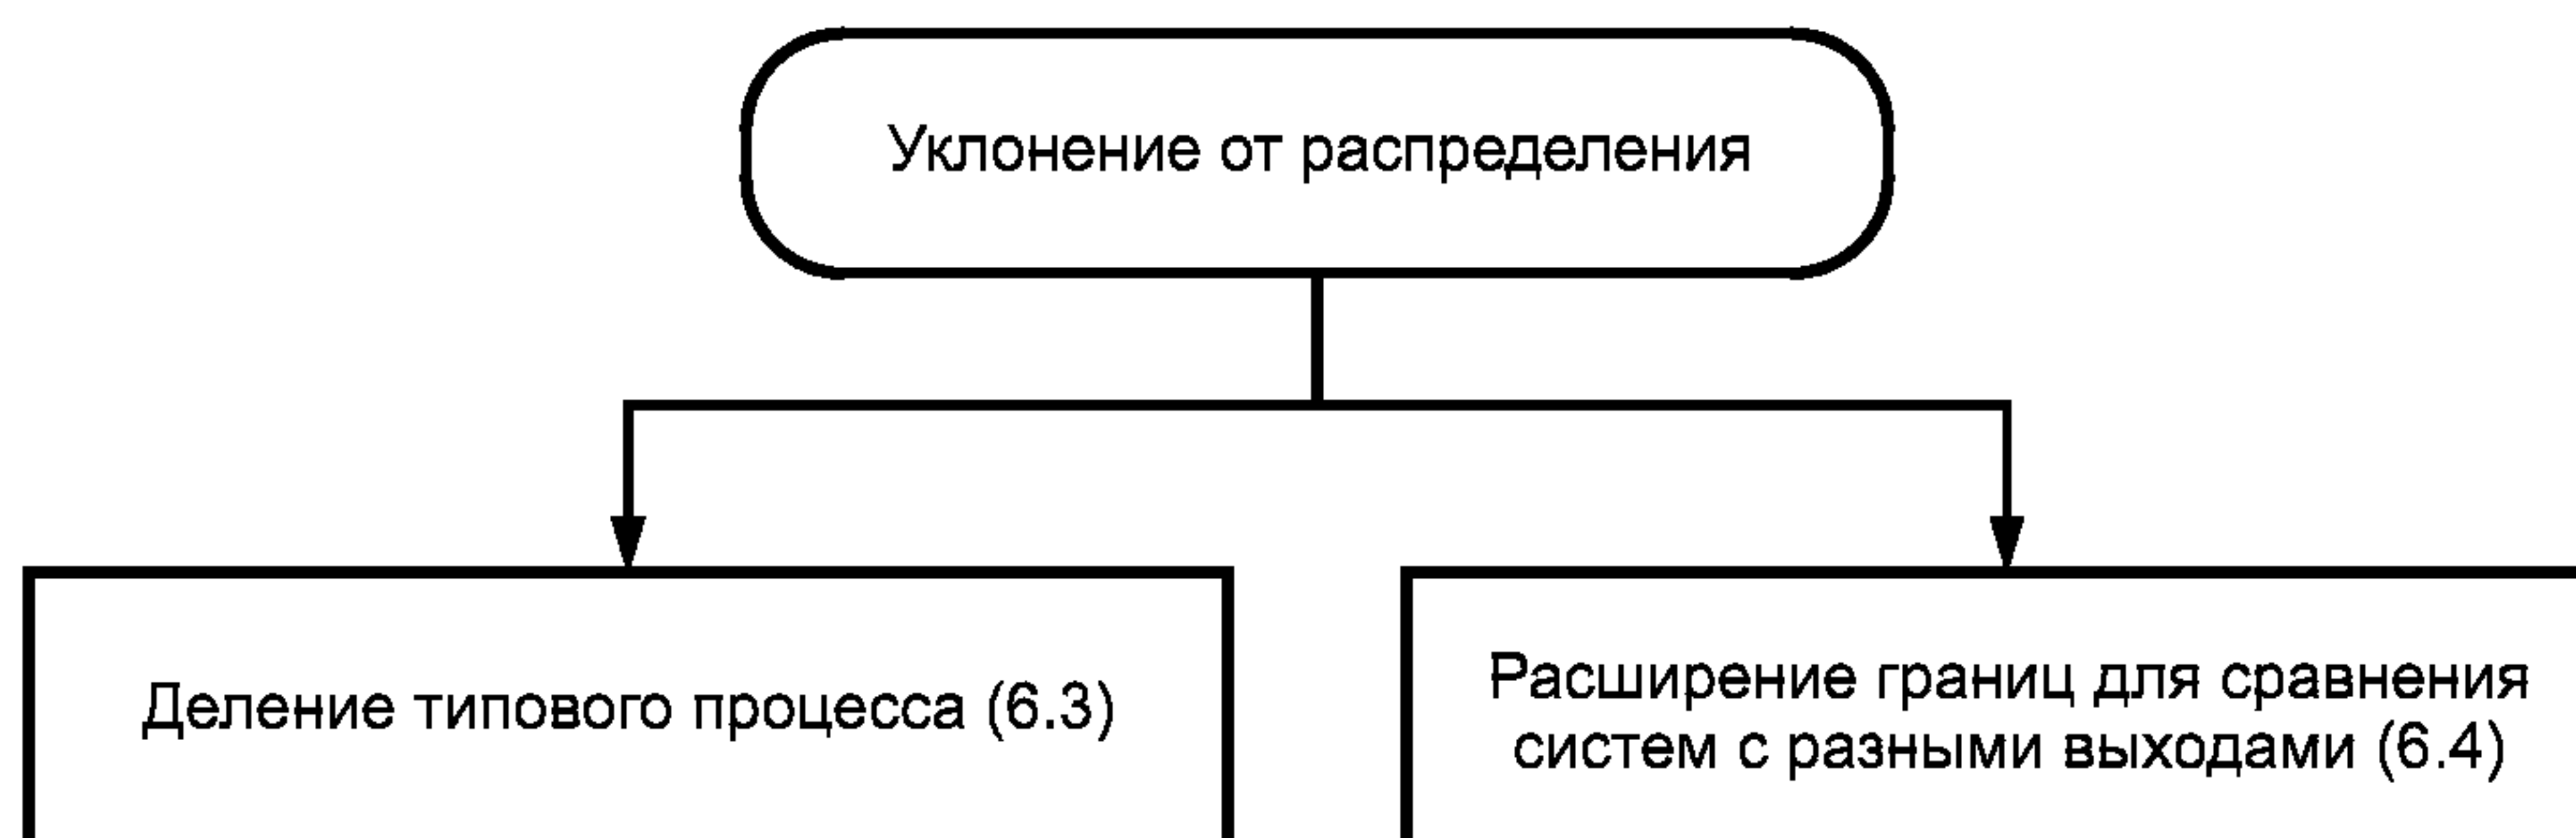 Уклонение от распределения
Деление типового процесса (6.3)
Расширение границ для сравнения
систем с разными выходами (6.4)